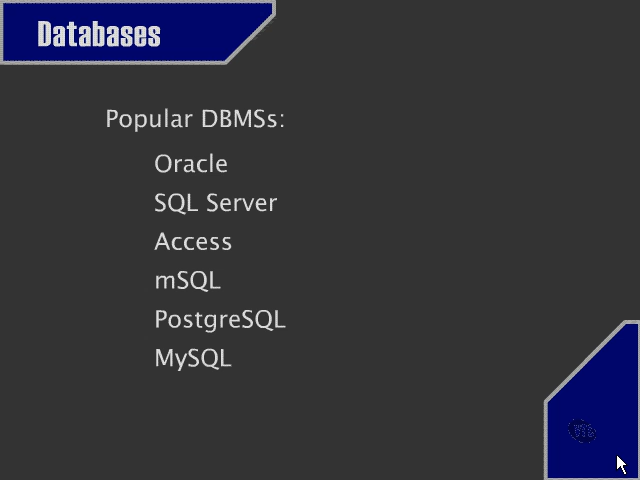 Databases
Popular DBMSs:
Oracle
SQL Server
Access
mSQL
PostgreSQL
MySQL